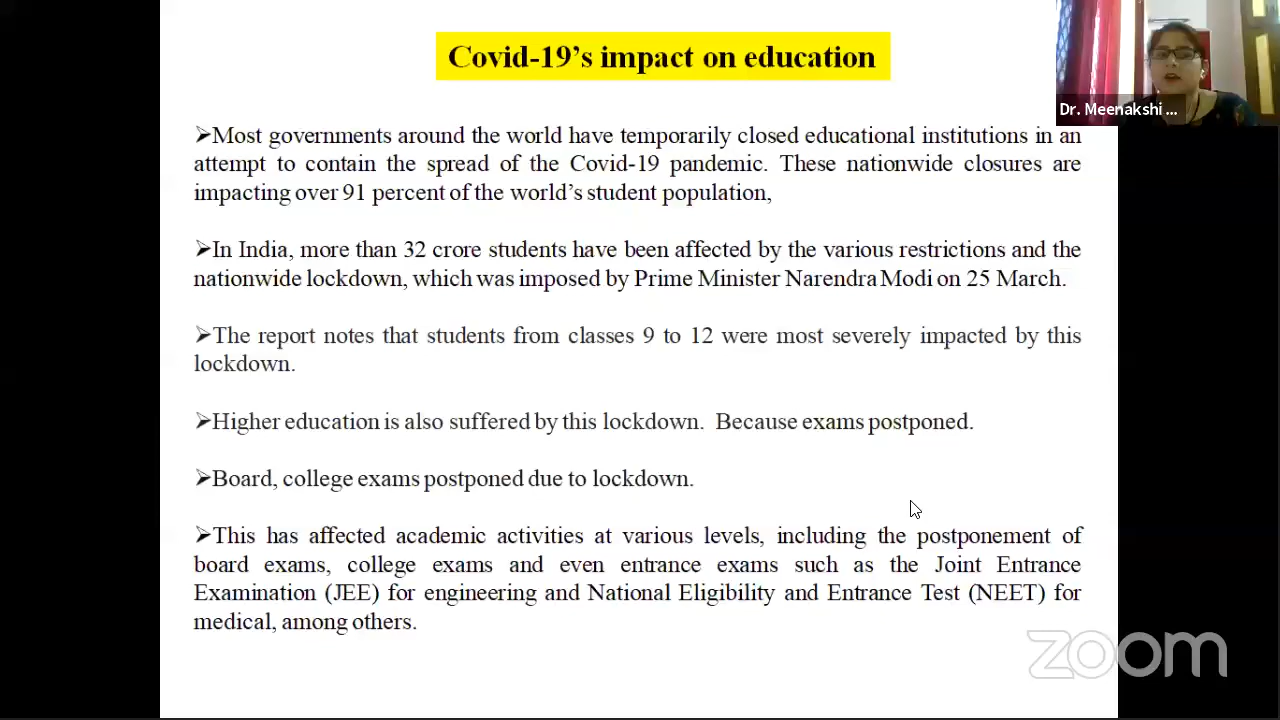 Covid-19’s impact on education
Dr. Meenakshi ...
➢Most governments around the world have temporarily closed educational institutions in an
attempt to contain the spread of the Covid-19 pandemic. These nationwide closures are
impacting over 91 percent of the world’s student population,
➢In India, more than 32 crore students have been affected by the various restrictions and the
nationwide lockdown, which was imposed by Prime Minister Narendra Modi on 25 March.
➢The report notes that students from classes 9 to 12 were most severely impacted by this
lockdown.
➢Higher education is also suffered by this lockdown.  Because exams postponed.
➢Board, college exams postponed due to lockdown.
➢This has affected academic activities at various levels, including the postponement of
board exams, college exams and even entrance exams such as the Joint Entrance
Examination (JEE) for engineering and National Eligibility and Entrance Test (NEET) for
medical, among others.
zoom